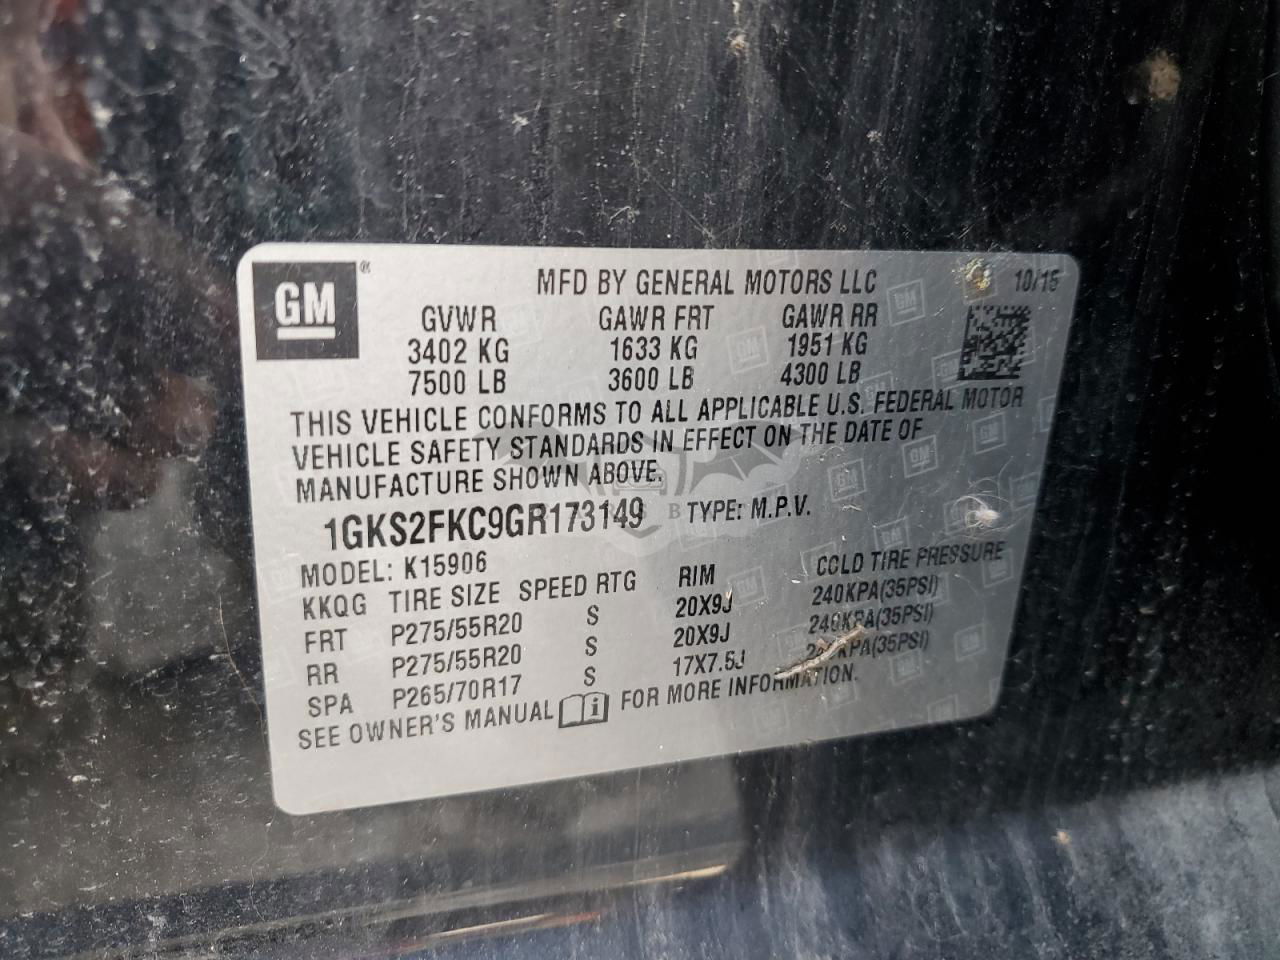 GM ®
MFD BY GENERAL MOTORS LLC 10/15
GVWR GAWR FRT GAWR RR
3402 KG 1633 KG 1951 KG
7500 LB 3600 LB 4300 LB
THIS VEHICLE CONFORMS TO ALL APPLICABLE U.S. FEDERAL MOTOR
VEHICLE SAFETY STANDARDS IN EFFECT ON THE DATE OF
MANUFACTURE SHOWN ABOVE.
1GKS2FKC9GR173149 TYPE: M.P.V.
MODEL: K15906
KKQG TIRE SIZE SPEED RTG RIM COLD TIRE PRESSURE
FRT P275/55R20 S 20X9J 240KPA(35PSI)
RR P275/55R20 S 20X9J 240KPA(35PSI)
SPA P265/70R17 S 17X7.5J KPA(35PSI)
SEE OWNER'S MANUAL i FOR MORE INFORMATION.